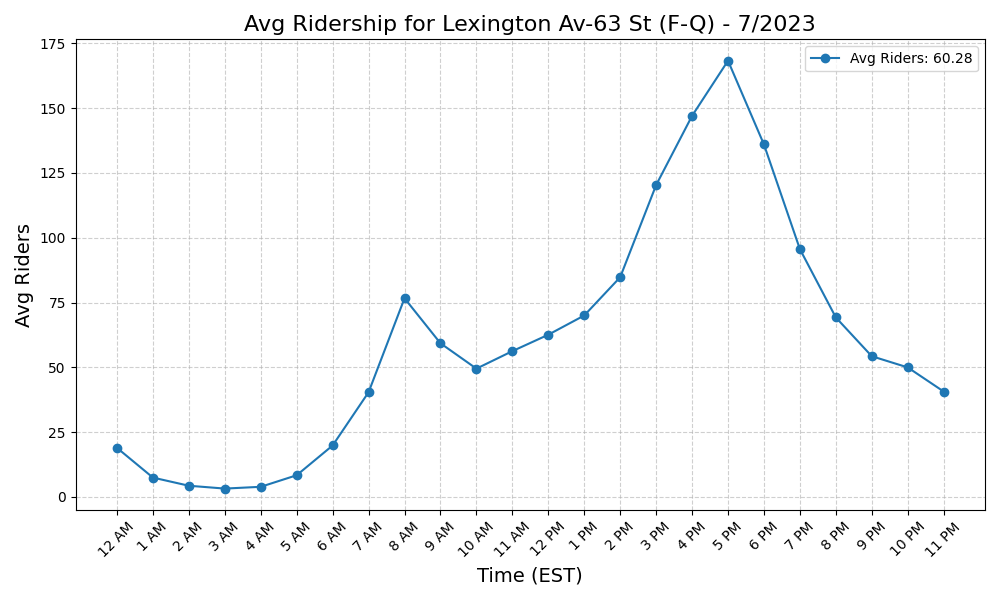 Avg Ridership for Lexington Av-63 St (F-Q) - 7/2023
Avg Riders: 60.28
Avg Riders
175
150
125
100
75
50
25
0
12 AM
1 AM
2 AM
3 AM
4 AM
5 AM
6 AM
7 AM
8 AM
9 AM
10 AM
11 AM
12 PM
1 PM
2 PM
3 PM
4 PM
5 PM
6 PM
7 PM
8 PM
9 PM
10 PM
11 PM
Time (EST)